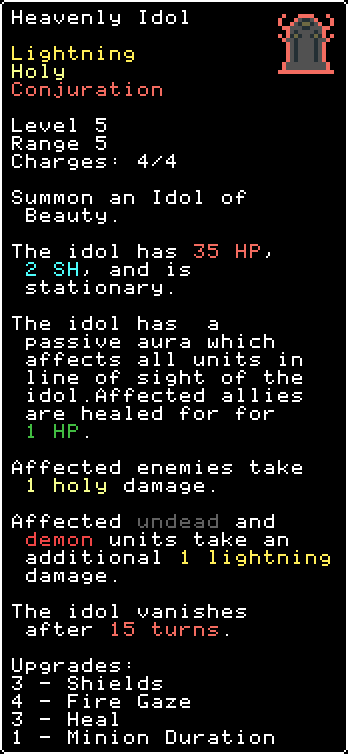 Heavenly Idol
Lightning
Holy
Conjuration
Level 5
Range 5
Charges: 4/4
Summon an Idol of
Beauty.
The idol has 35 HP,
2 SH, and is
stationary.
The idol has  a
passive aura which
affects all units in
line of sight of the
idol.Affected allies
are healed for for
1 HP.
Affected enemies take
1 holy damage.
Affected undead and
demon units take an
additional 1 lightning
damage.
The idol vanishes
after 15 turns.
Upgrades:
3 - Shields
4 - Fire Gaze
3 - Heal
1 - Minion Duration